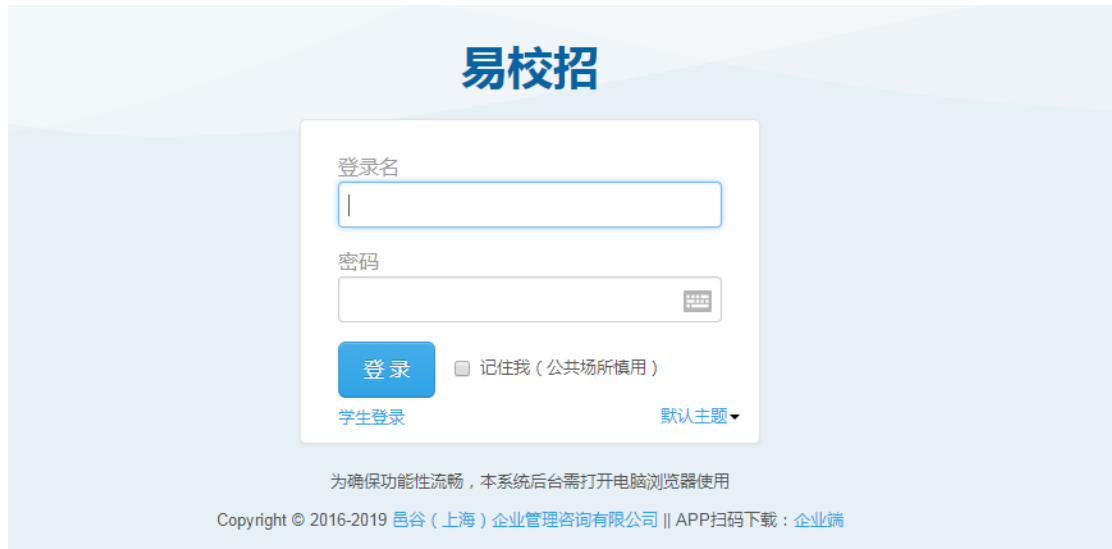 易校招
登录名
密码
登 录 记住我（公共场所慎用）
学生登录 默认主题
为确保功能性流畅，本系统后台需打开电脑浏览器使用
Copyright © 2016-2019 邑谷（上海）企业管理咨询有限公司 || APP扫码下载：企业端